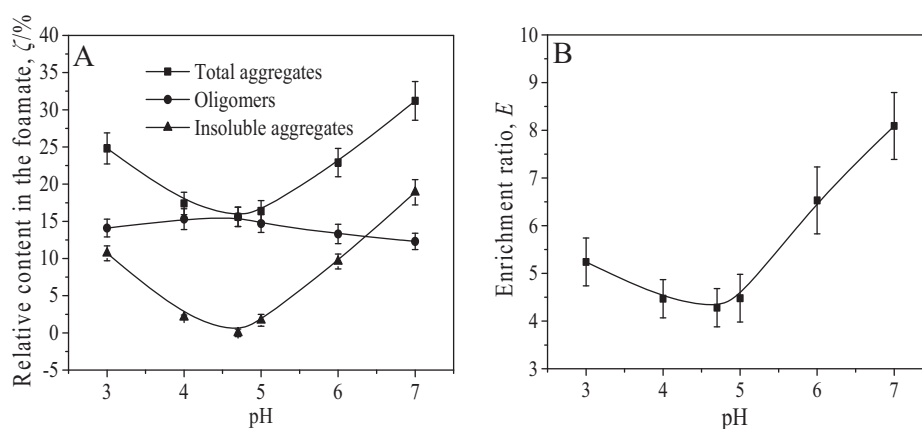 A
Relative content in the foamate, ζ/%
40
35
30
25
20
15
10
5
0
-5
Total aggregates
Oligomers
Insoluble aggregates
3 4 5 6 7
pH
B
Enrichment ratio, E
10
9
8
7
6
5
4
3
3 4 5 6 7
pH